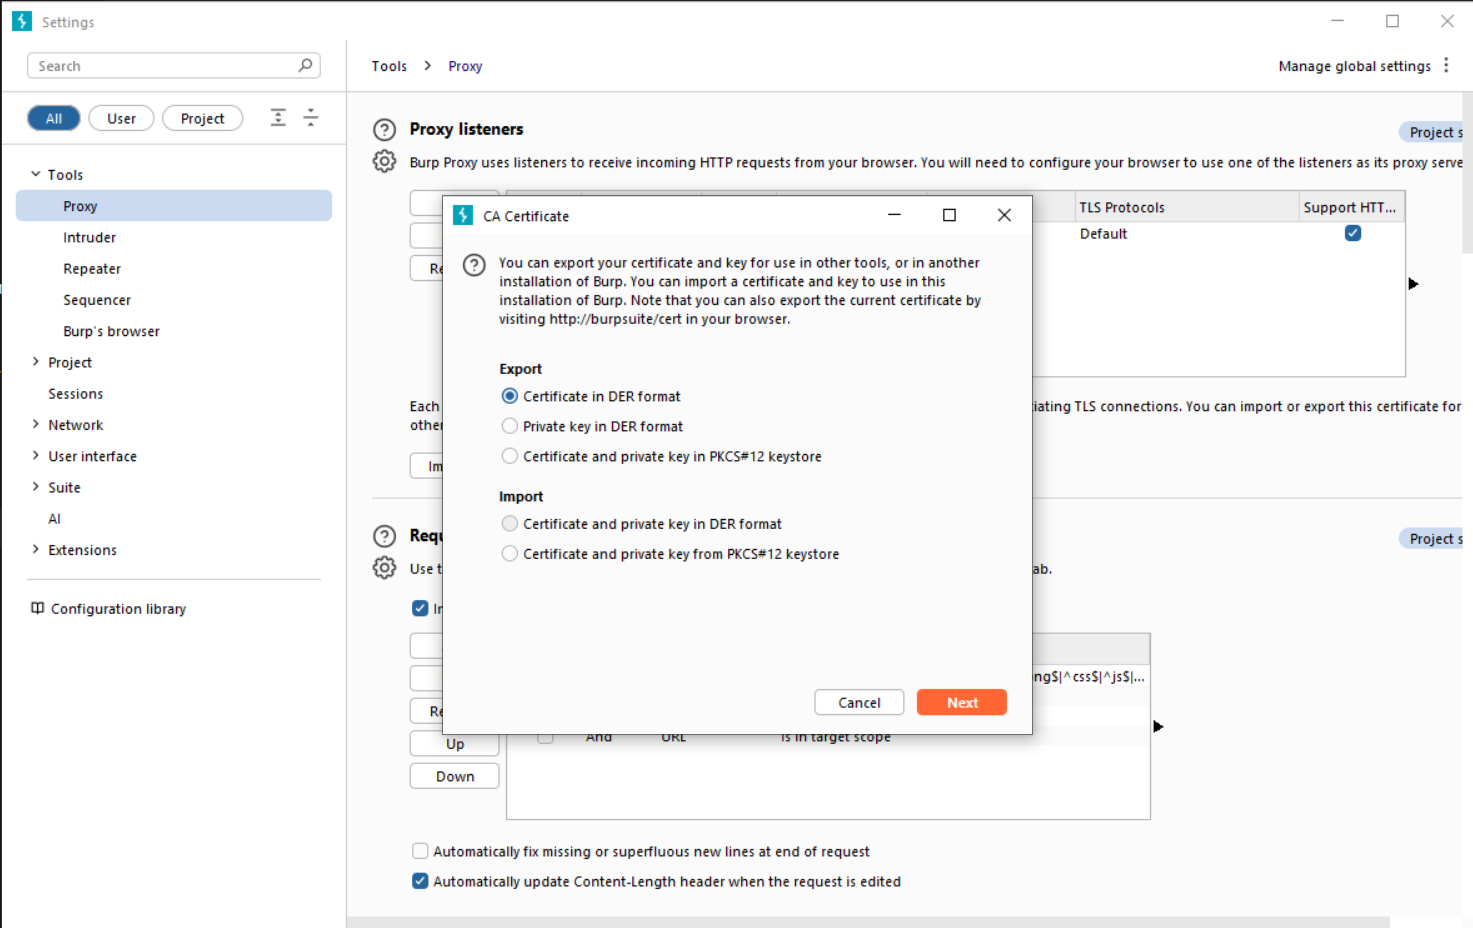 Settings
Search
Tools > Proxy
Manage global settings
All
User
Project
Tools
Proxy
Intruder
Repeater
Sequencer
Burp's browser
Project
Sessions
Network
User interface
Suite
AI
Extensions
Configuration library
Proxy listeners
Project s
Burp Proxy uses listeners to receive incoming HTTP requests from your browser. You will need to configure your browser to use one of the listeners as its proxy serve
TLS Protocols
Support HTT...
Default
Re
Each
iating TLS connections. You can import or export this certificate for
other
Im
CA Certificate
You can export your certificate and key for use in other tools, or in another
installation of Burp. You can import a certificate and key to use in this
installation of Burp. Note that you can also export the current certificate by
visiting http://burpsuite/cert in your browser.
Export
Certificate in DER format
Private key in DER format
Certificate and private key in PKCS#12 keystore
Import
Certificate and private key in DER format
Certificate and private key from PKCS#12 keystore
Cancel
Next
Requ
Project s
Use t
ab.
In
ng$|^css$|^js$|...
Re
And
URL
Is in target scope
Up
Down
Automatically fix missing or superfluous new lines at end of request
Automatically update Content-Length header when the request is edited